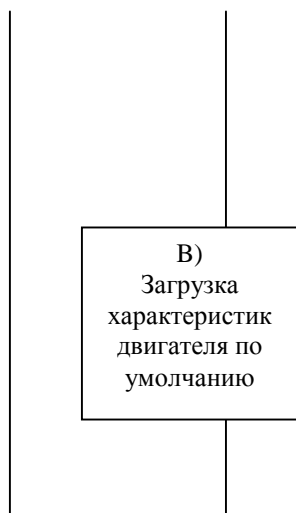 В)
Загрузка
характеристик
двигателя по
умолчанию